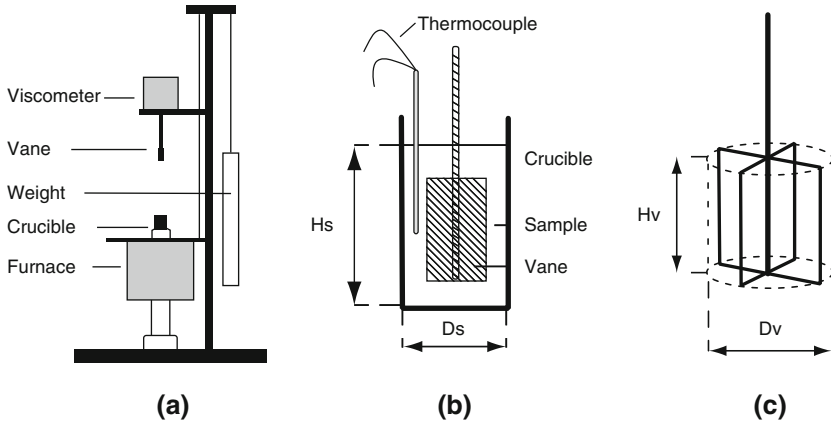 Viscometer
Vane
Weight
Crucible
Furnace
(a)
Thermocouple
Crucible
Hs
Sample
Vane
Ds
(b)
Hv
Dv
(c)